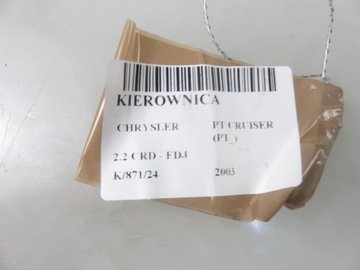 KIEROWNICA
CHRYSLER PT CRUISER
(PT_)
2.2 CRD - EDJ
K/871/24 2003